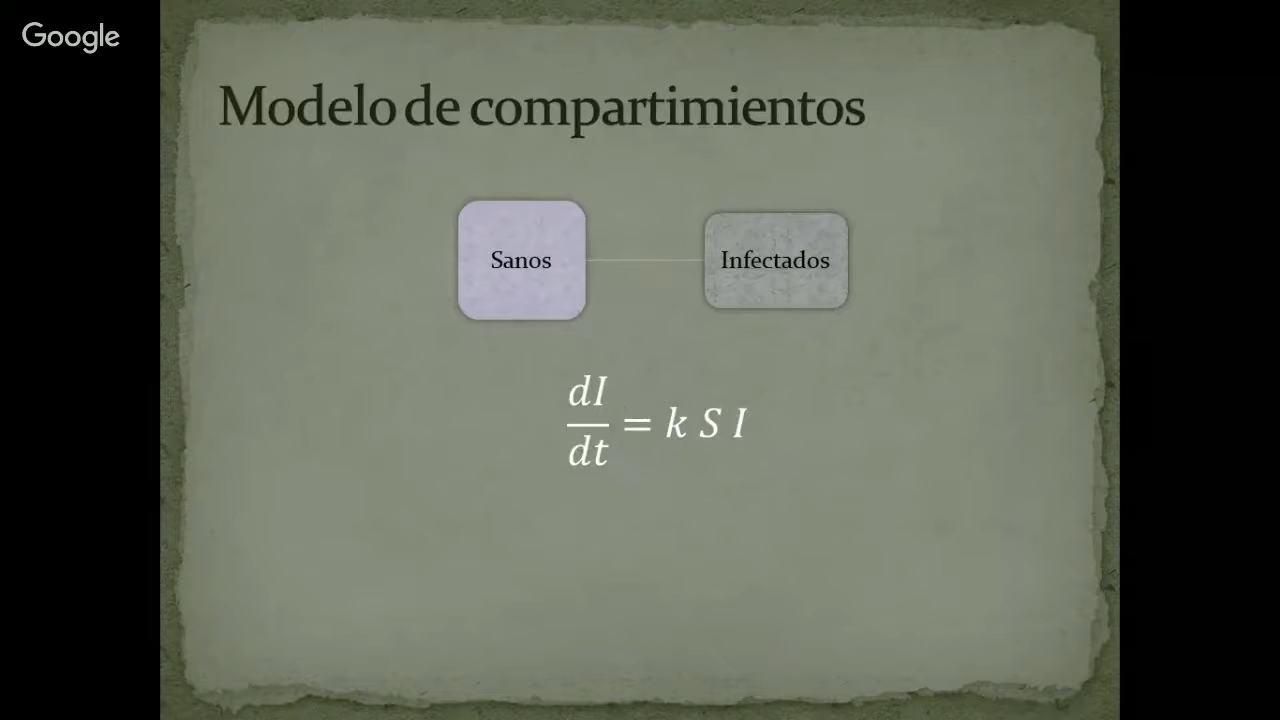 Google
Modelo de compartimientos
Sanos
Infectados
dI/dt = k S I